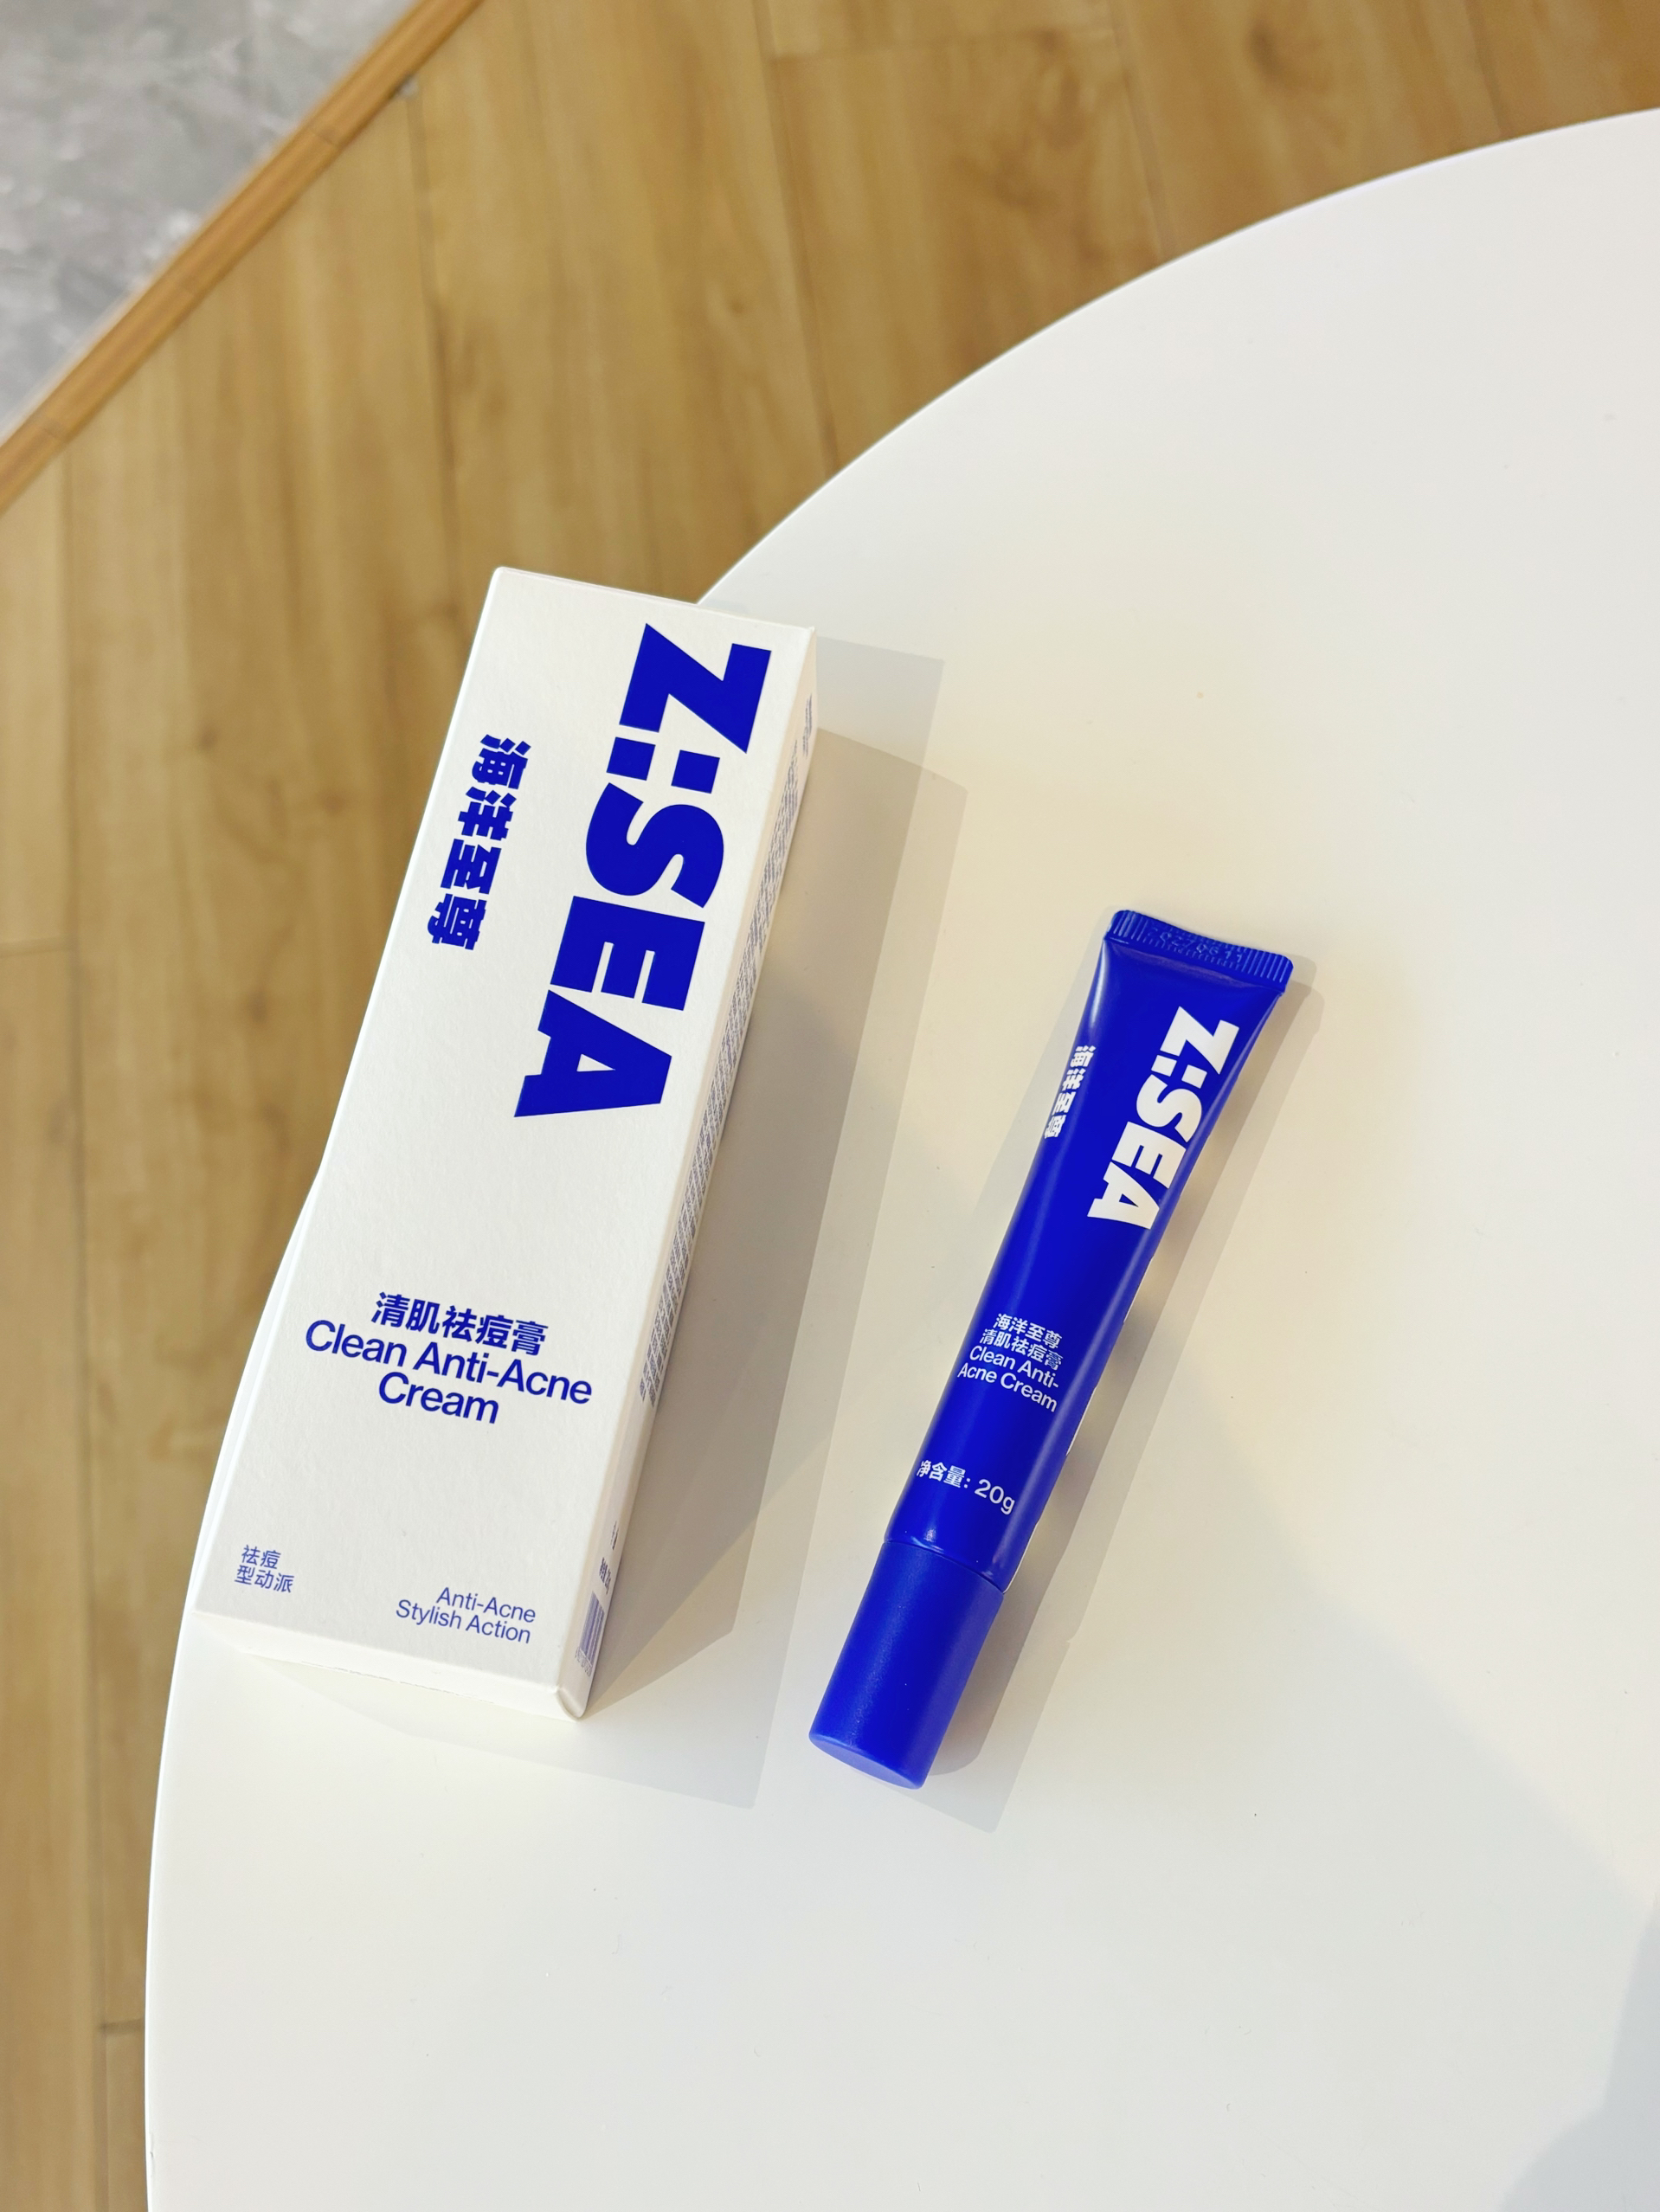 Z:SEA
海洋至尊
清肌祛痘膏
Clean Anti-Acne
Cream
祛痘
型动派
Anti-Acne
Stylish Action
Z:SEA
海洋至尊
海洋至尊
清肌祛痘膏
Clean Anti-
Acne Cream
净含量: 20g